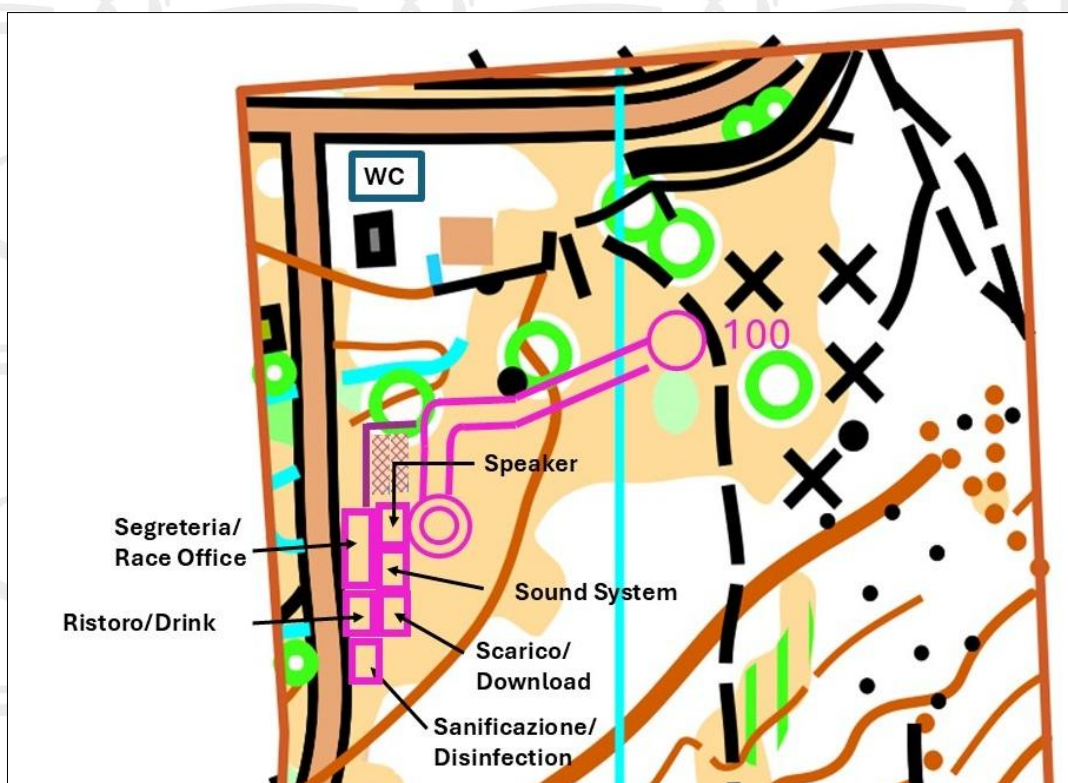 WC
100
Speaker
Segreteria/
Race Office
Sound System
Ristoro/Drink
Scarico/
Download
Sanificazione/
Disinfection